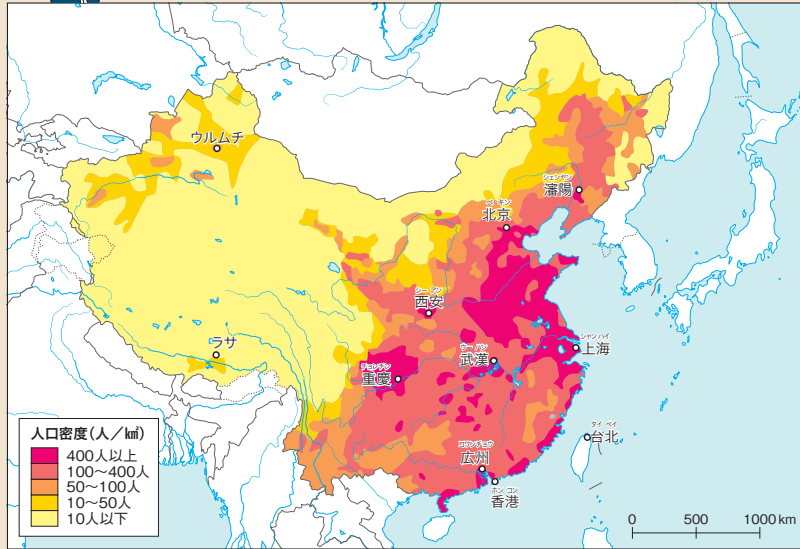 ウルムチ
シェンヤン
瀋陽
ペキン
北京
シーアン
西安
ラサ
ウーハン
武漢
シャンハイ
上海
チョンチン
重慶
タイペイ
台北
コワンチョウ
広州
ホンコン
香港
人口密度(人/㎢)
400人以上
100~400人
50~100人
10~50人
10人以下
0 500 1000km